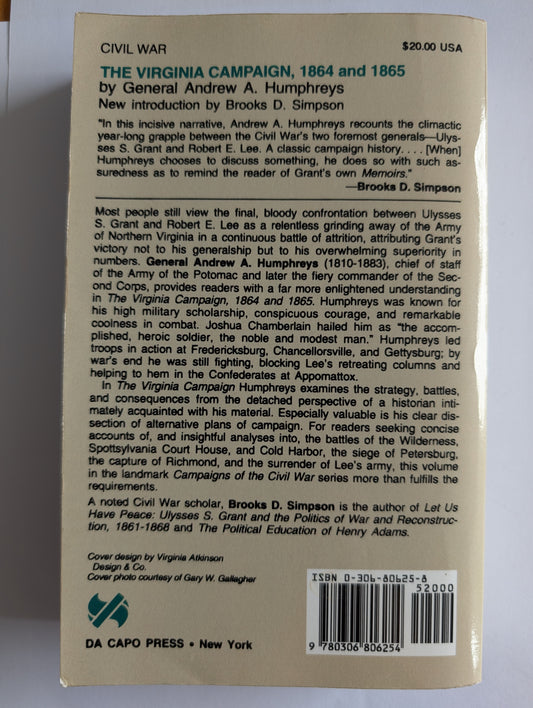 CIVIL WAR
$20.00 USA
THE VIRGINIA CAMPAIGN, 1864 and 1865
by General Andrew A. Humphreys
New introduction by Brooks D. Simpson
"In this incisive narrative, Andrew A. Humphreys recounts the climactic
year-long grapple between the Civil War's two foremost generals—Ulys-
ses S. Grant and Robert E. Lee. A classic campaign history. . . . [When]
Humphreys chooses to discuss something, he does so with such as-
suredness as to remind the reader of Grant's own Memoirs."
—Brooks D. Simpson
Most people still view the final, bloody confrontation between Ulysses
S. Grant and Robert E. Lee as a relentless grinding away of the Army
of Northern Virginia in a continuous battle of attrition, attributing Grant's
victory not to his generalship but to his overwhelming superiority in
numbers. General Andrew A. Humphreys (1810-1883), chief of staff
of the Army of the Potomac and later the fiery commander of the Sec-
ond Corps, provides readers with a far more enlightened understanding
in The Virginia Campaign, 1864 and 1865. Humphreys was known for
his high military scholarship, conspicuous courage, and remarkable
coolness in combat. Joshua Chamberlain hailed him as "the accom-
plished, heroic soldier, the noble and modest man." Humphreys led
troops in action at Fredericksburg, Chancellorsville, and Gettysburg; by
war's end he was still fighting, blocking Lee's retreating columns and
helping to hem in the Confederates at Appomattox.
In The Virginia Campaign Humphreys examines the strategy, battles,
and consequences from the detached perspective of a historian inti-
mately acquainted with his material. Especially valuable is his clear dis-
section of alternative plans of campaign. For readers seeking concise
accounts of, and insightful analyses into, the battles of the Wilderness,
Spottsylvania Court House, and Cold Harbor, the siege of Petersburg,
the capture of Richmond, and the surrender of Lee's army, this volume
in the landmark Campaigns of the Civil War series more than fulfills the
requirements.
A noted Civil War scholar, Brooks D. Simpson is the author of Let Us
Have Peace: Ulysses S. Grant and the Politics of War and Reconstruc-
tion, 1861-1868 and The Political Education of Henry Adams.
Cover design by Virginia Atkinson
Design & Co.
Cover photo courtesy of Gary W. Gallagher
ISBN 0-306-80625-8
52000
9 780306 806254
DA CAPO PRESS • New York